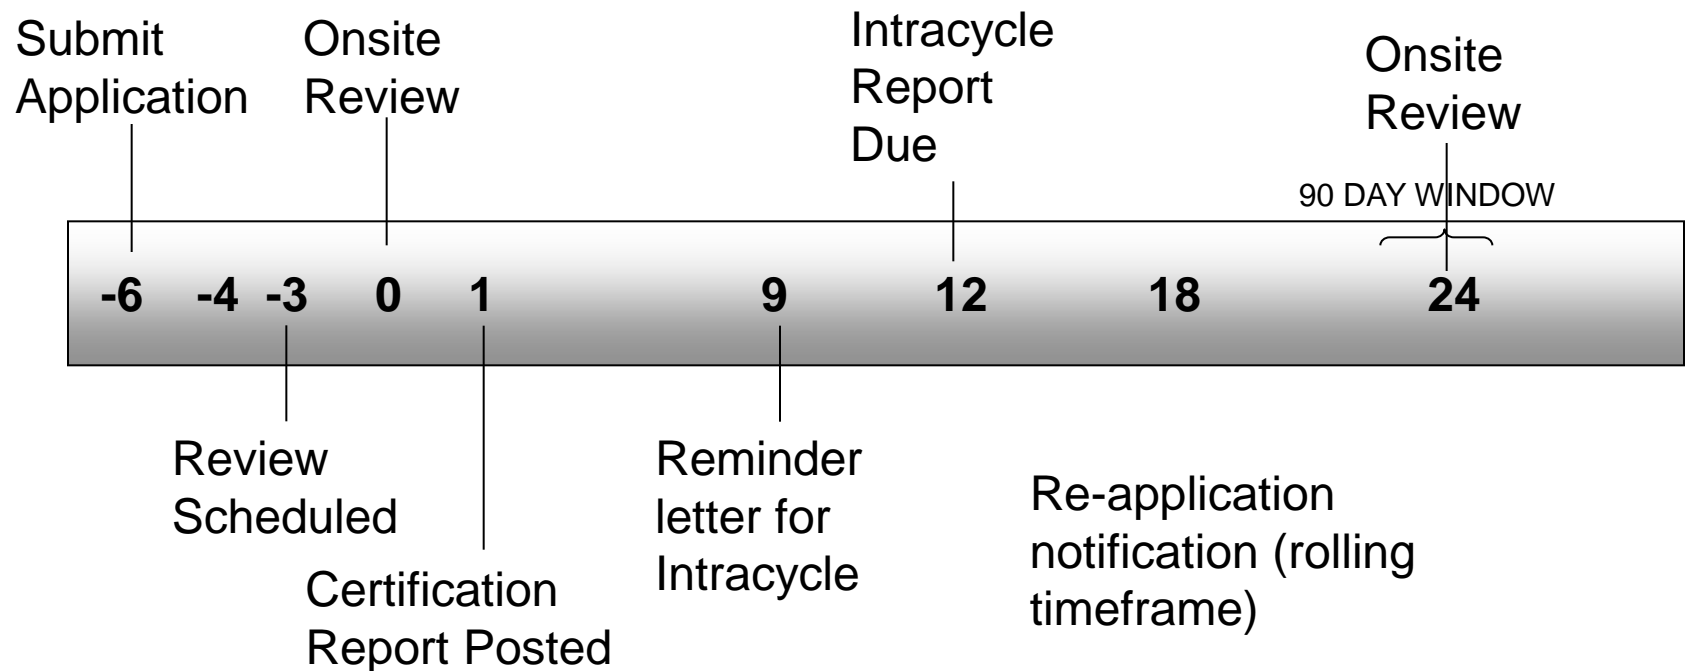 Submit
Application
Onsite
Review
Intracycle
Report
Due
Onsite
Review
90 DAY WINDOW
-6 -4 -3 0 1 9 12 18 24
Review
Scheduled
Certification
Report Posted
Reminder
letter for
Intracycle
Re-application
notification (rolling
timeframe)